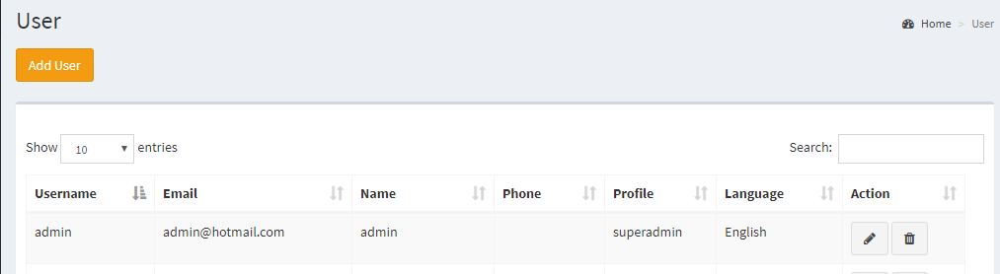 User
Home > User
Add User
Show 10 entries
Search:
Username Email Name Phone Profile Language Action
admin admin@hotmail.com admin superadmin English